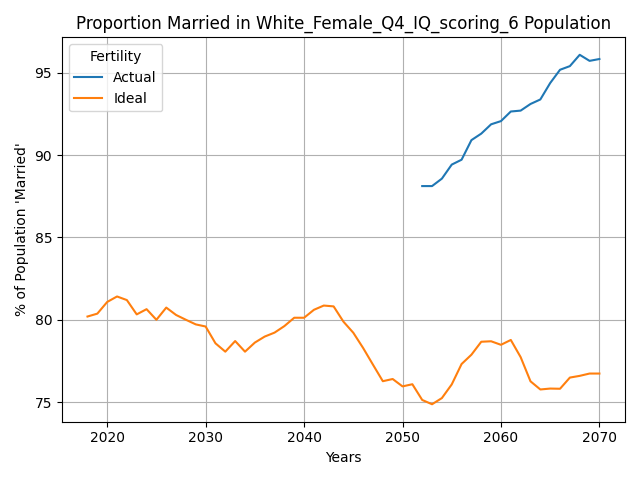 Proportion Married in White_Female_Q4_IQ_scoring_6 Population
Fertility
Actual
Ideal
% of Population 'Married'
95
90
85
80
75
2020
2030
2040
2050
2060
2070
Years